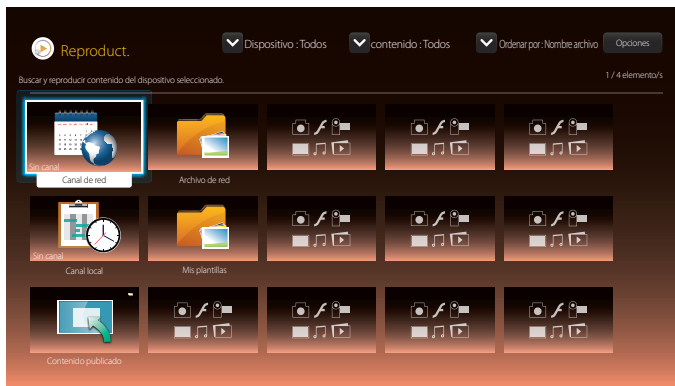 Reproduct.
Dispositivo : Todos
contenido : Todos
Ordenar por : Nombre archivo
Opciones
Buscar y reproducir contenido del dispositivo seleccionado.
1 / 4 elemento/s
Sin canal
Canal de red
Archivo de red
Sin canal
Canal local
Mis plantillas
Contenido publicado